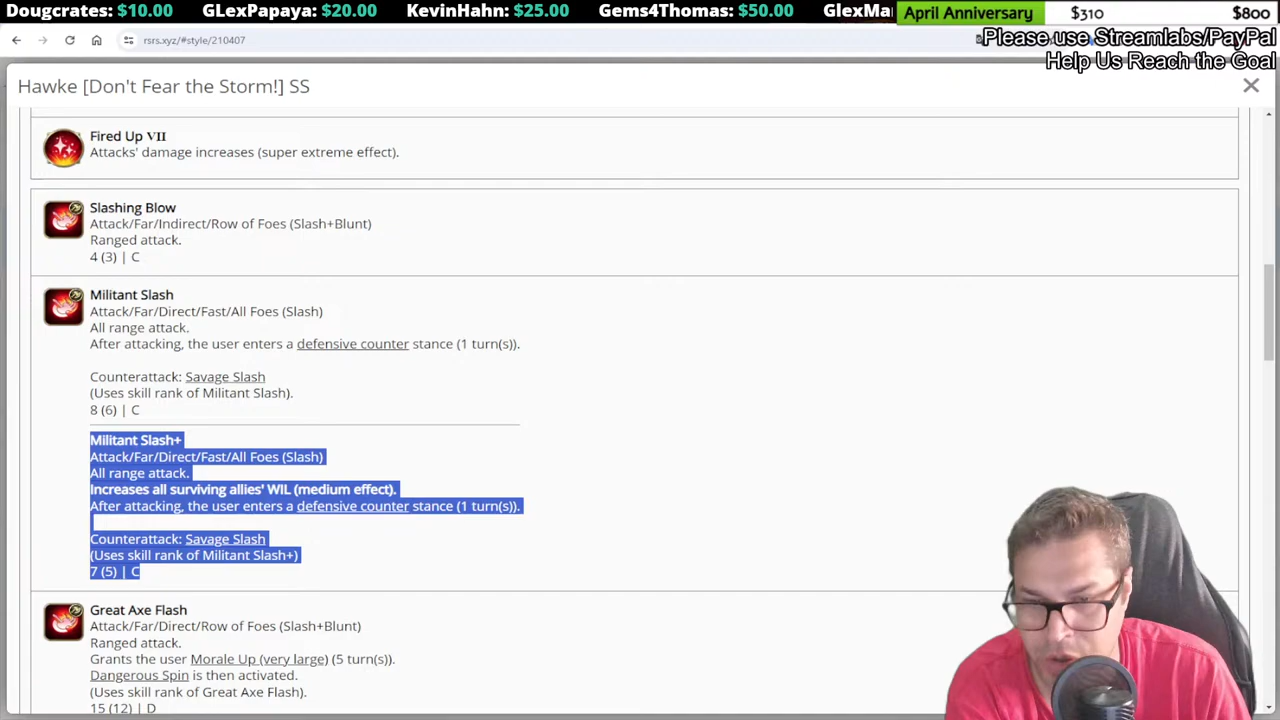 Dougcrates: $10.00 GLexPapaya: $20.00 KevinHahn: $25.00 Gems4Thomas: $50.00 GlexMa
April Anniversary $310 $800
rsrs.xyz/#style/210407
Please use Streamlabs/PayPal
Help Us Reach the Goal
Hawke [Don't Fear the Storm!] SS
Fired Up VII
Attacks' damage increases (super extreme effect).
Slashing Blow
Attack/Far/Indirect/Row of Foes (Slash+Blunt)
Ranged attack.
4 (3) | C
Militant Slash
Attack/Far/Direct/Fast/All Foes (Slash)
All range attack.
After attacking, the user enters a defensive counter stance (1 turn(s)).
Counterattack: Savage Slash
(Uses skill rank of Militant Slash).
8 (6) | C
Militant Slash+
Attack/Far/Direct/Fast/All Foes (Slash)
All range attack.
Increases all surviving allies' WIL (medium effect).
After attacking, the user enters a defensive counter stance (1 turn(s)).
Counterattack: Savage Slash
(Uses skill rank of Militant Slash+)
7 (5) | C
Great Axe Flash
Attack/Far/Direct/Row of Foes (Slash+Blunt)
Ranged attack.
Grants the user Morale Up (very large) (5 turn(s)).
Dangerous Spin is then activated.
(Uses skill rank of Great Axe Flash).
15 (12) | D